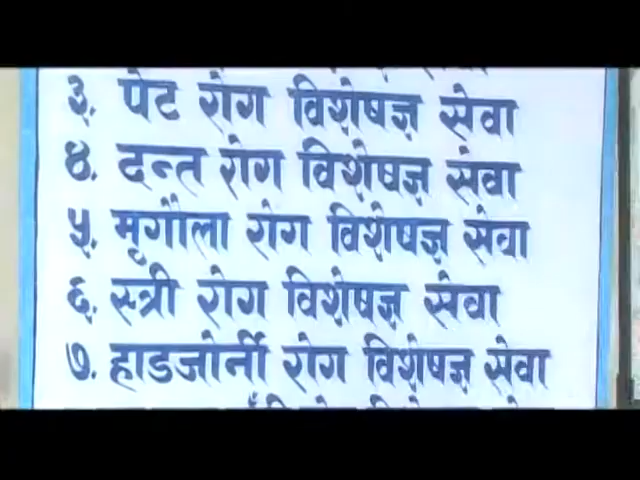 ३. पेट रोग विशेषज्ञ सेवा
४. दन्त रोग विशेषज्ञ सेवा
५. मृगौला रोग विशेषज्ञ सेवा
६. स्त्री रोग विशेषज्ञ सेवा
७. हाडजोर्नी रोग विशेषज्ञ सेवा